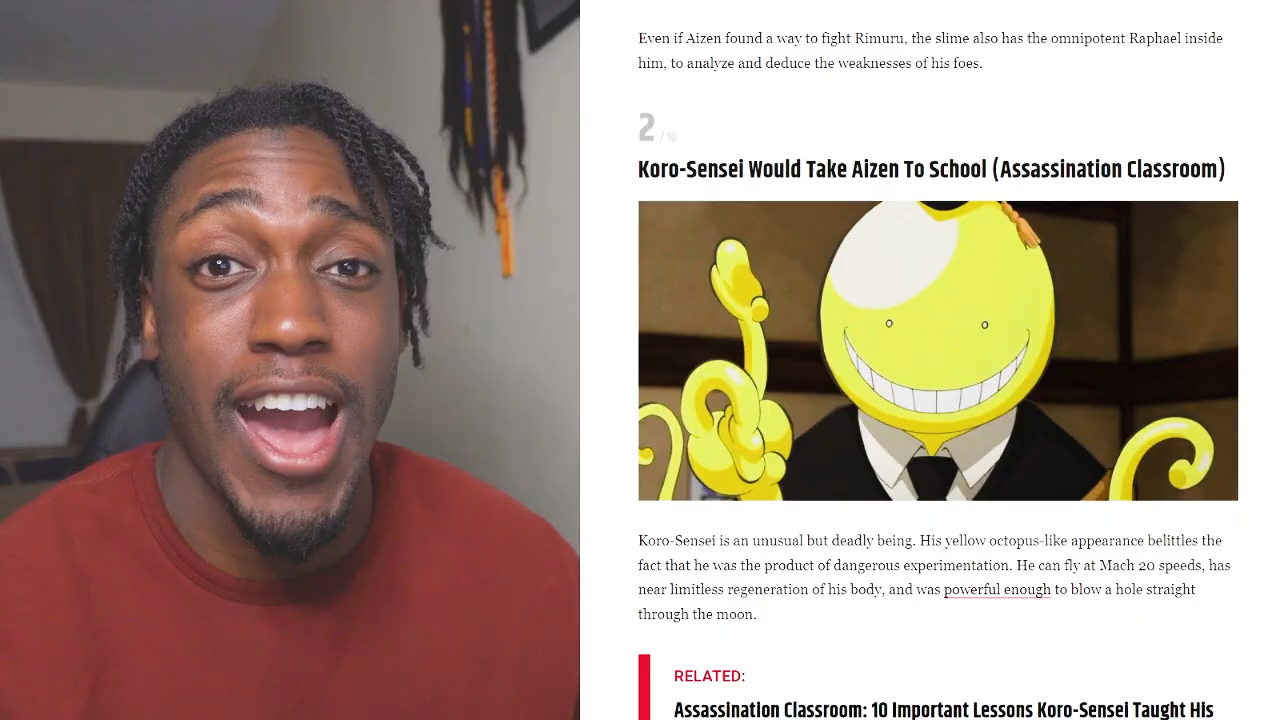 Even if Aizen found a way to fight Rimuru, the slime also has the omnipotent Raphael inside
him, to analyze and deduce the weaknesses of his foes.
2 / 10
Koro-Sensei Would Take Aizen To School (Assassination Classroom)
Koro-Sensei is an unusual but deadly being. His yellow octopus-like appearance belittles the
fact that he was the product of dangerous experimentation. He can fly at Mach 20 speeds, has
near limitless regeneration of his body, and was powerful enough to blow a hole straight
through the moon.
RELATED:
Assassination Classroom: 10 Important Lessons Koro-Sensei Taught His